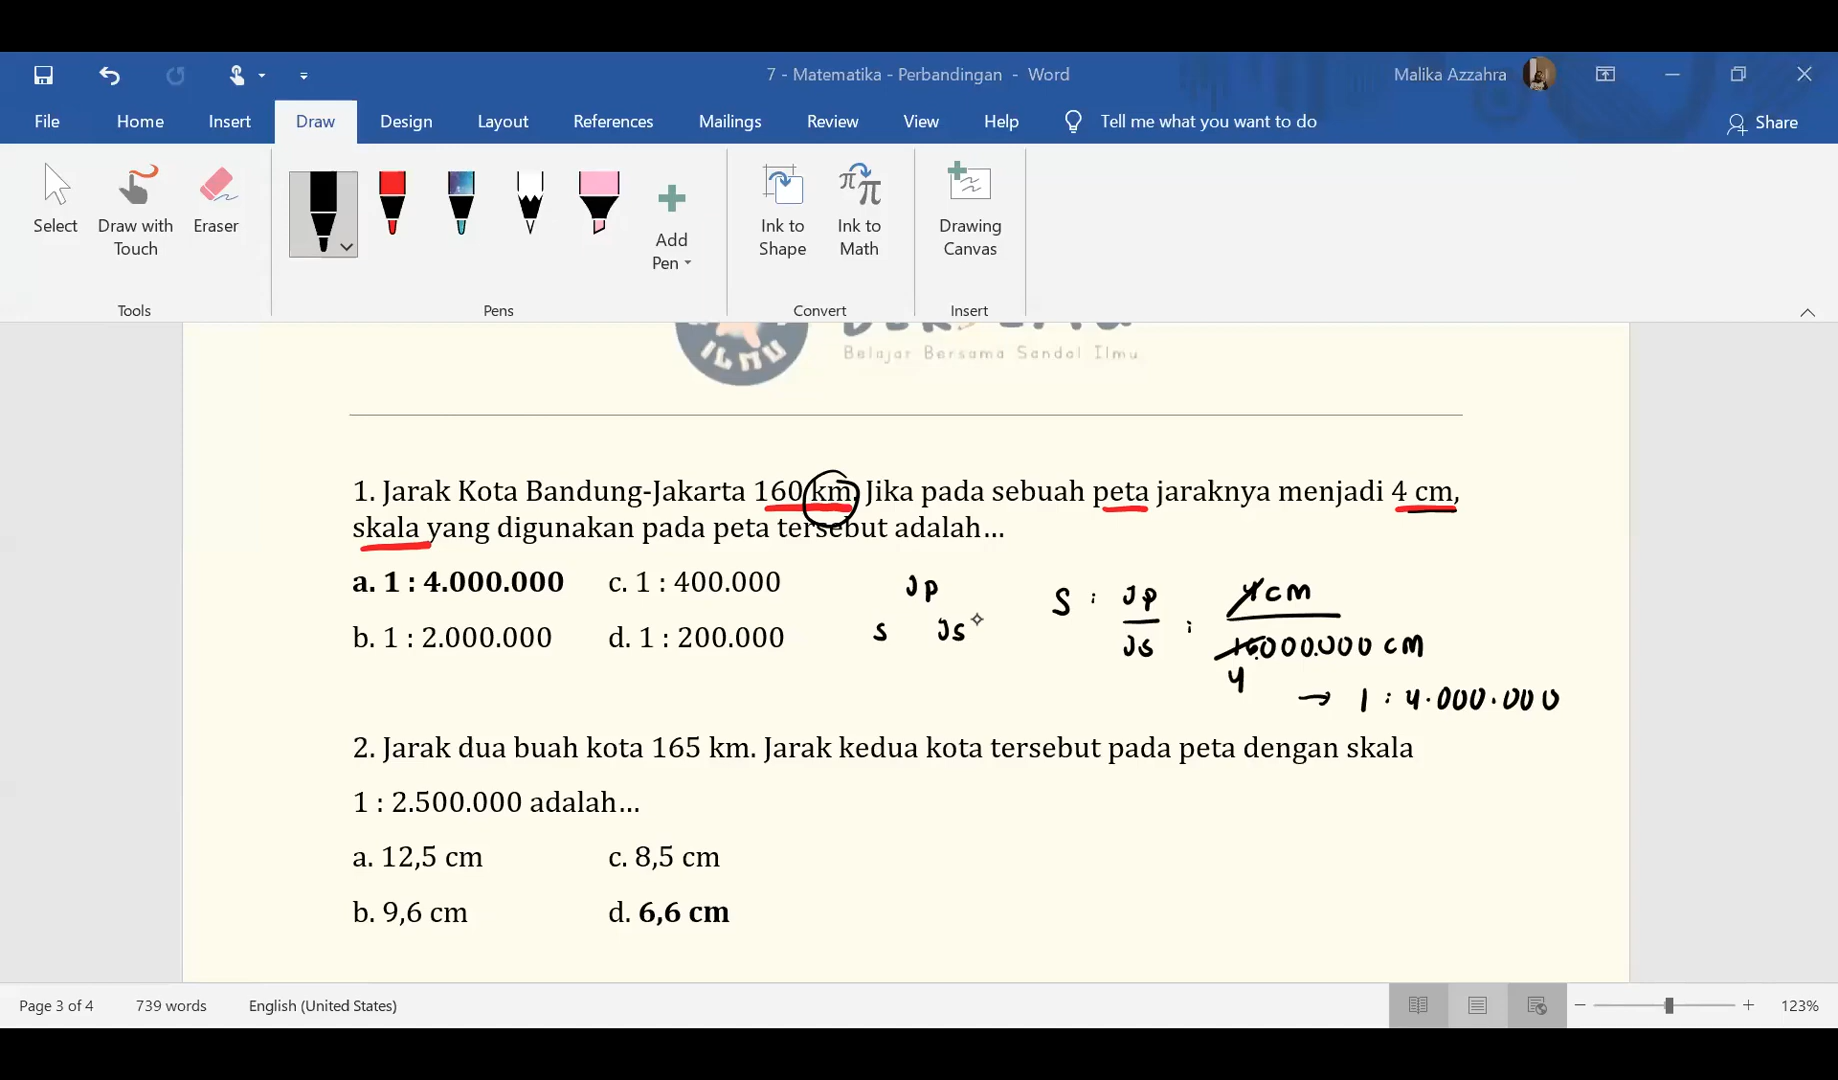 7 - Matematika - Perbandingan - Word
Malika Azzahra
File Home Insert Draw Design Layout References Mailings Review View Help Tell me what you want to do Share
Select
Draw with Touch
Eraser
Add Pen
Ink to Shape
Ink to Math
Drawing Canvas
Tools Pens Convert Insert
ILMU
Belajar Bersama Sandal Ilmu
1. Jarak Kota Bandung-Jakarta 160 km. Jika pada sebuah peta jaraknya menjadi 4 cm,
skala yang digunakan pada peta tersebut adalah...
a. 1 : 4.000.000 c. 1 : 400.000
b. 1 : 2.000.000 d. 1 : 200.000
Jp
s Js
S : Jp
Js
: 4 cm
16.000.000 cm
4
→ 1 : 4.000.000
2. Jarak dua buah kota 165 km. Jarak kedua kota tersebut pada peta dengan skala
1 : 2.500.000 adalah...
a. 12,5 cm c. 8,5 cm
b. 9,6 cm d. 6,6 cm
Page 3 of 4 739 words English (United States) 123%